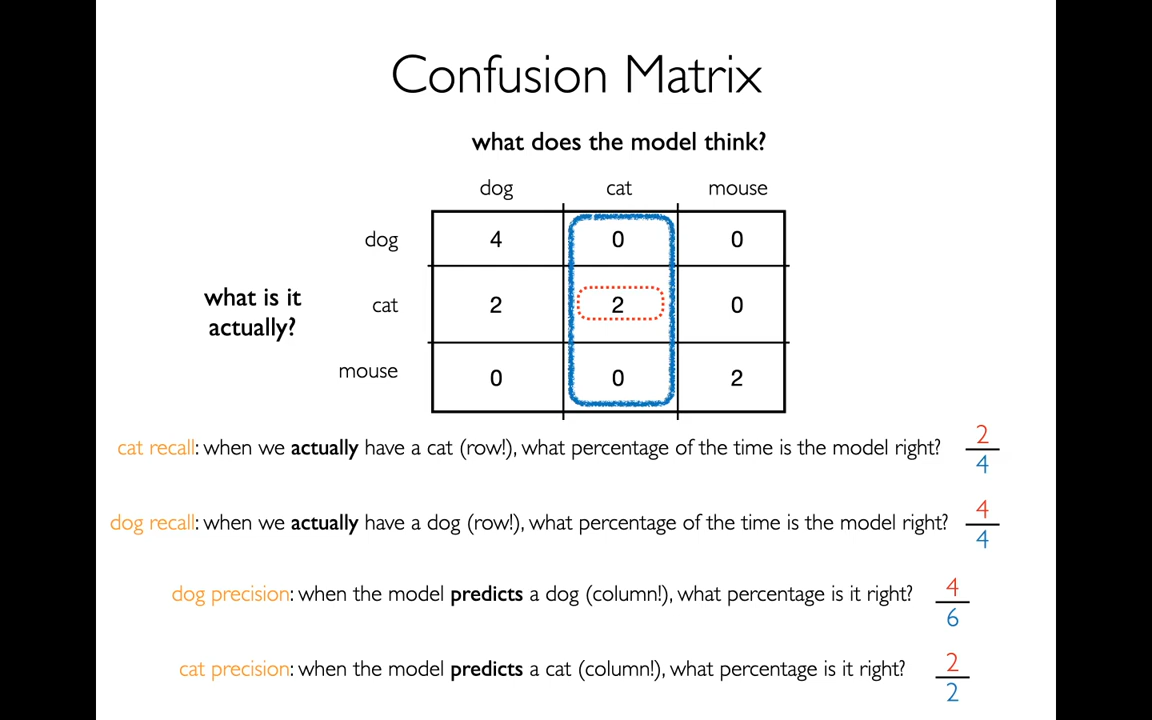 Confusion Matrix
what does the model think?
dog cat mouse
dog 4 0 0
what is it
actually?
cat 2 2 0
mouse 0 0 2
cat recall: when we actually have a cat (row!), what percentage of the time is the model right? 2/4
dog recall: when we actually have a dog (row!), what percentage of the time is the model right? 4/4
dog precision: when the model predicts a dog (column!), what percentage is it right? 4/6
cat precision: when the model predicts a cat (column!), what percentage is it right? 2/2